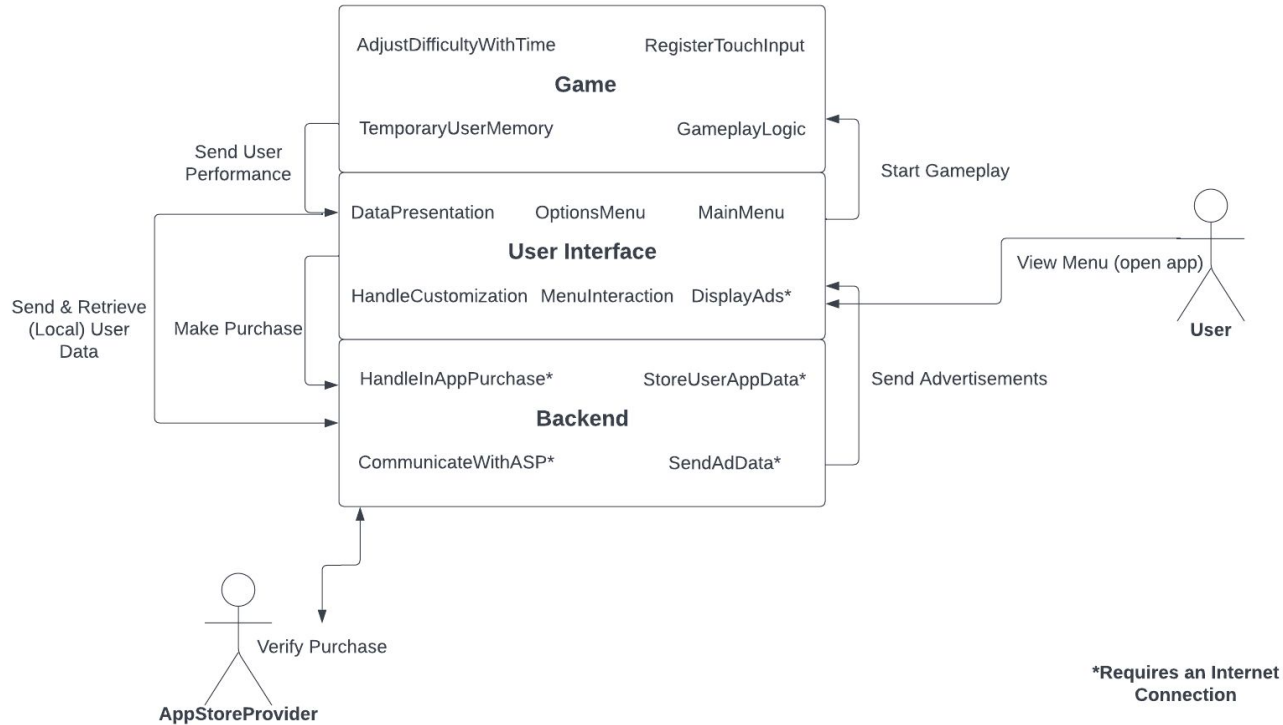 AdjustDifficultyWithTime RegisterTouchInput
Game
TemporaryUserMemory GameplayLogic
Send User
Performance
Start Gameplay
DataPresentation OptionsMenu MainMenu
User Interface
View Menu (open app)
HandleCustomization MenuInteraction DisplayAds*
Send & Retrieve
(Local) User
Data
Make Purchase
User
HandleInAppPurchase* StoreUserAppData*
Send Advertisements
Backend
CommunicateWithASP* SendAdData*
Verify Purchase
AppStoreProvider
*Requires an Internet
Connection